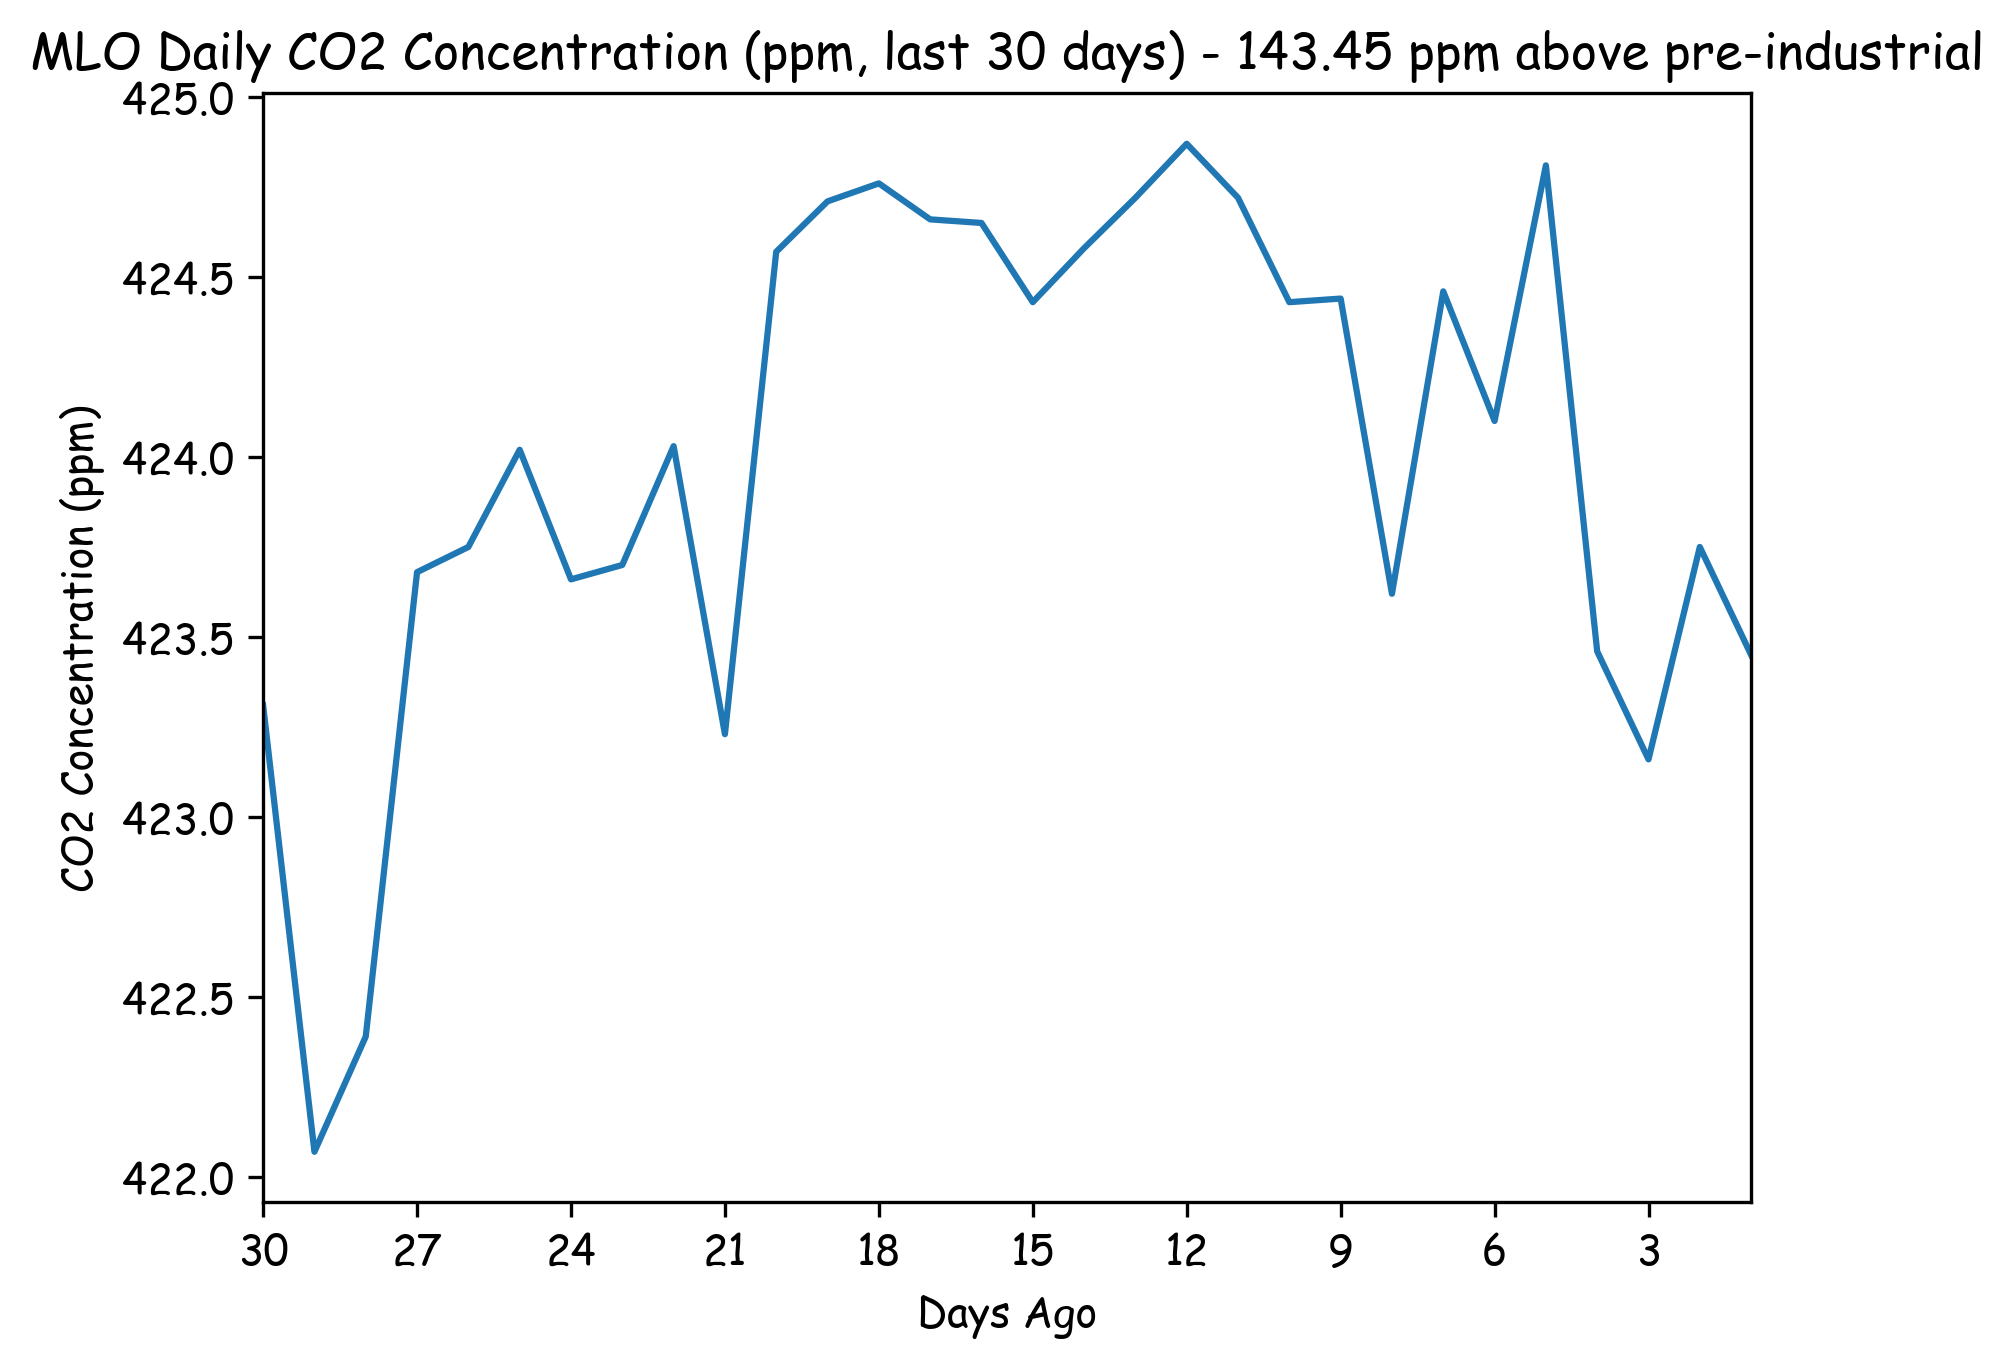 MLO Daily CO2 Concentration (ppm, last 30 days) - 143.45 ppm above pre-industrial
425.0
424.5
424.0
423.5
423.0
422.5
422.0
CO2 Concentration (ppm)
30 27 24 21 18 15 12 9 6 3
Days Ago